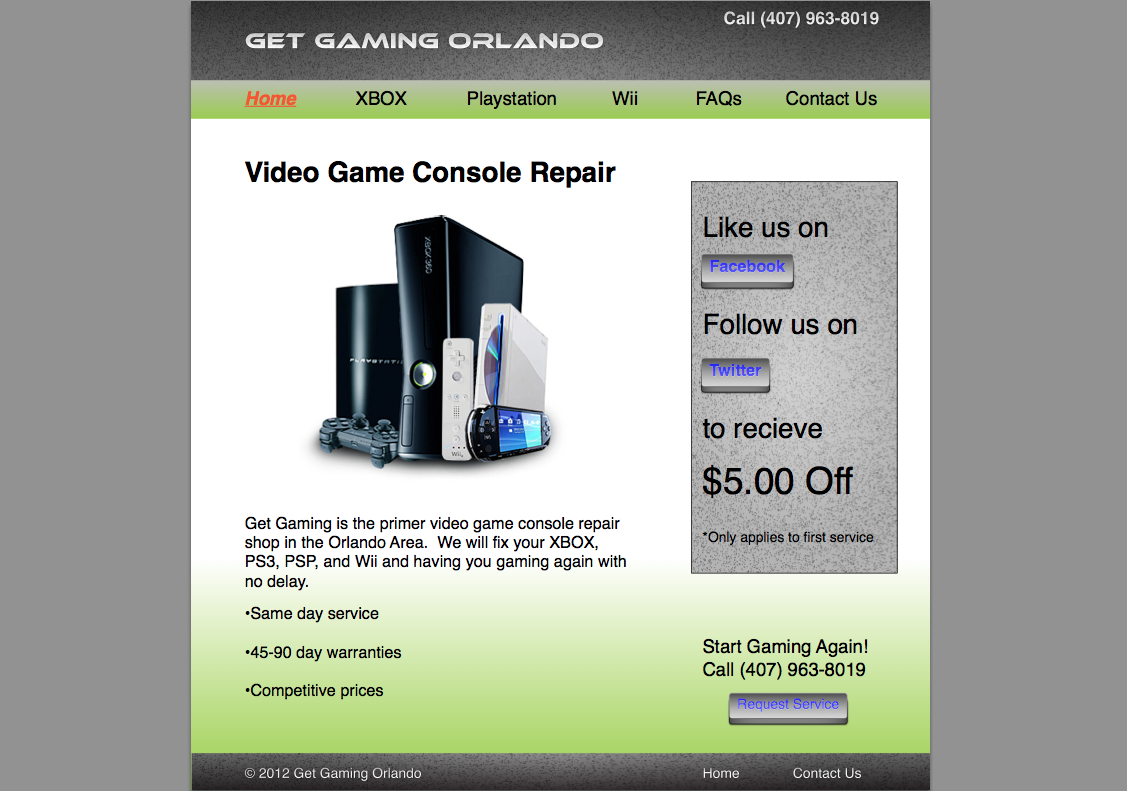 Call (407) 963-8019
GET GAMING ORLANDO
Home XBOX Playstation Wii FAQs Contact Us
Video Game Console Repair
XBOX360
PLAYSTATI
Wii
Like us on
Facebook
Follow us on
Twitter
to recieve
$5.00 Off
*Only applies to first service
Get Gaming is the primer video game console repair
shop in the Orlando Area.  We will fix your XBOX,
PS3, PSP, and Wii and having you gaming again with
no delay.
•Same day service
•45-90 day warranties
•Competitive prices
Start Gaming Again!
Call (407) 963-8019
Request Service
© 2012 Get Gaming Orlando Home Contact Us